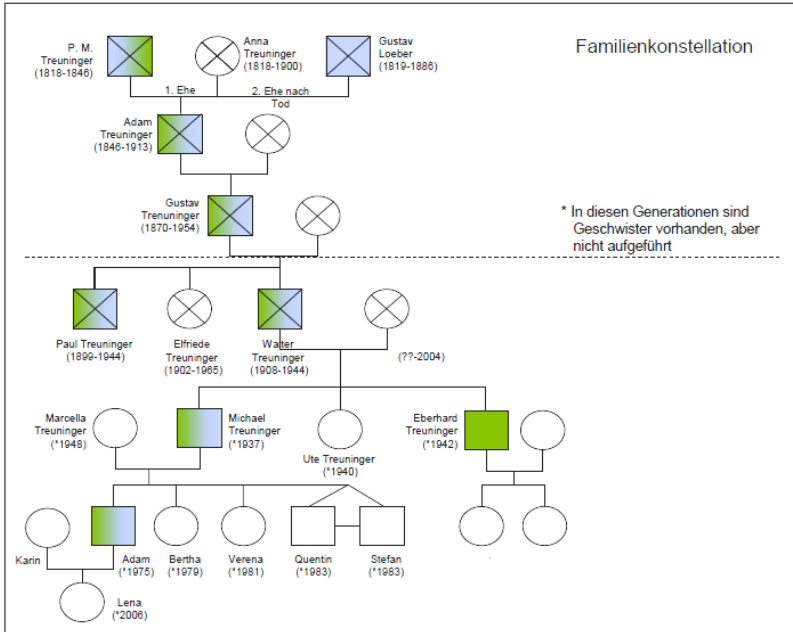 Familienkonstellation
P. M.
Treuninger
(1818-1846)
Anna
Treuninger
(1818-1900)
Gustav
Loeber
(1819-1886)
1. Ehe
2. Ehe nach
Tod
Adam
Treuninger
(1846-1913)
Gustav
Trenuninger
(1870-1954)
* In diesen Generationen sind
Geschwister vorhanden, aber
nicht aufgeführt
Paul Treuninger
(1899-1944)
Elfriede
Treuninger
(1902-1965)
Walter
Treuninger
(1908-1944)
(??-2004)
Marcella
Treuninger
(*1948)
Michael
Treuninger
(*1937)
Ute Treuninger
(*1940)
Eberhard
Treuninger
(*1942)
Karin
Adam
(*1975)
Bertha
(*1979)
Verena
(*1981)
Quentin
(*1983)
Stefan
(*1983)
Lena
(*2006)